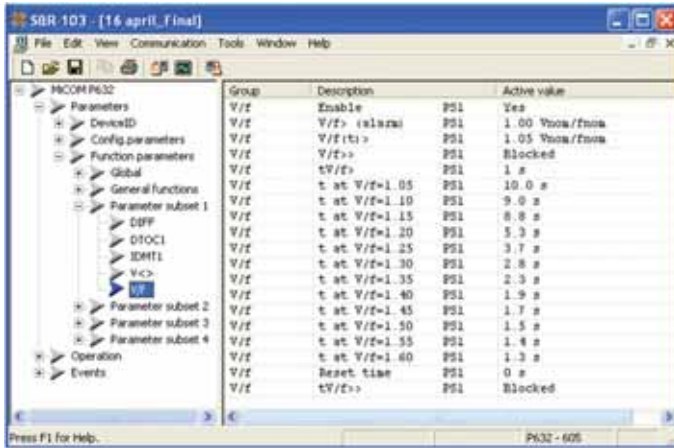 SBR-103 - [16 april_final]
File Edit View Communication Tools Window Help
MiCOM P632
Parameters
DeviceID
Config.parameters
Function parameters
Global
General functions
Parameter subset 1
DIFF
DTOC1
IDMT1
V<>
V/f
Parameter subset 2
Parameter subset 3
Parameter subset 4
Operation
Events
Group Description Active value
V/f Enable PS1 Yes
V/f V/f> (alarm) PS1 1.00 Vnom/fnom
V/f V/f(t)> PS1 1.05 Vnom/fnom
V/f V/f>> PS1 Blocked
V/f tV/f> PS1 1 s
V/f t at V/f=1.05 PS1 10.0 s
V/f t at V/f=1.10 PS1 9.0 s
V/f t at V/f=1.15 PS1 8.8 s
V/f t at V/f=1.20 PS1 5.3 s
V/f t at V/f=1.25 PS1 3.7 s
V/f t at V/f=1.30 PS1 2.8 s
V/f t at V/f=1.35 PS1 2.3 s
V/f t at V/f=1.40 PS1 1.9 s
V/f t at V/f=1.45 PS1 1.7 s
V/f t at V/f=1.50 PS1 1.5 s
V/f t at V/f=1.55 PS1 1.4 s
V/f t at V/f=1.60 PS1 1.3 s
V/f Reset time PS1 0 s
V/f tV/f>> PS1 Blocked
Press F1 for Help.
P632 - 605